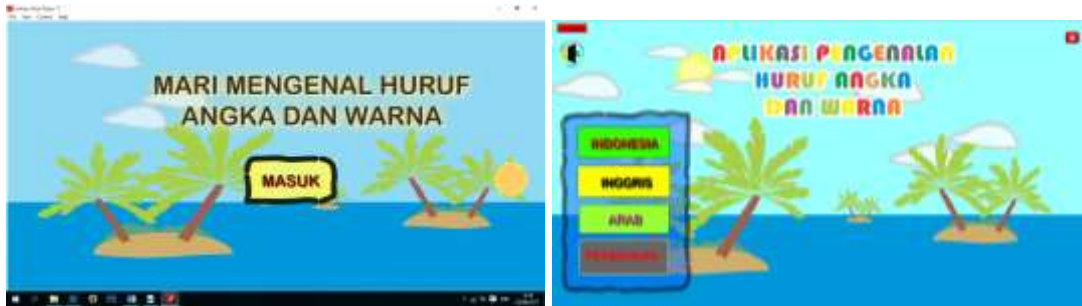 MARI MENGENAL HURUF
ANGKA DAN WARNA
MASUK
APLIKASI PENGENALAN
HURUF ANGKA
DAN WARNA
INDONESIA
INGGRIS
ARAB